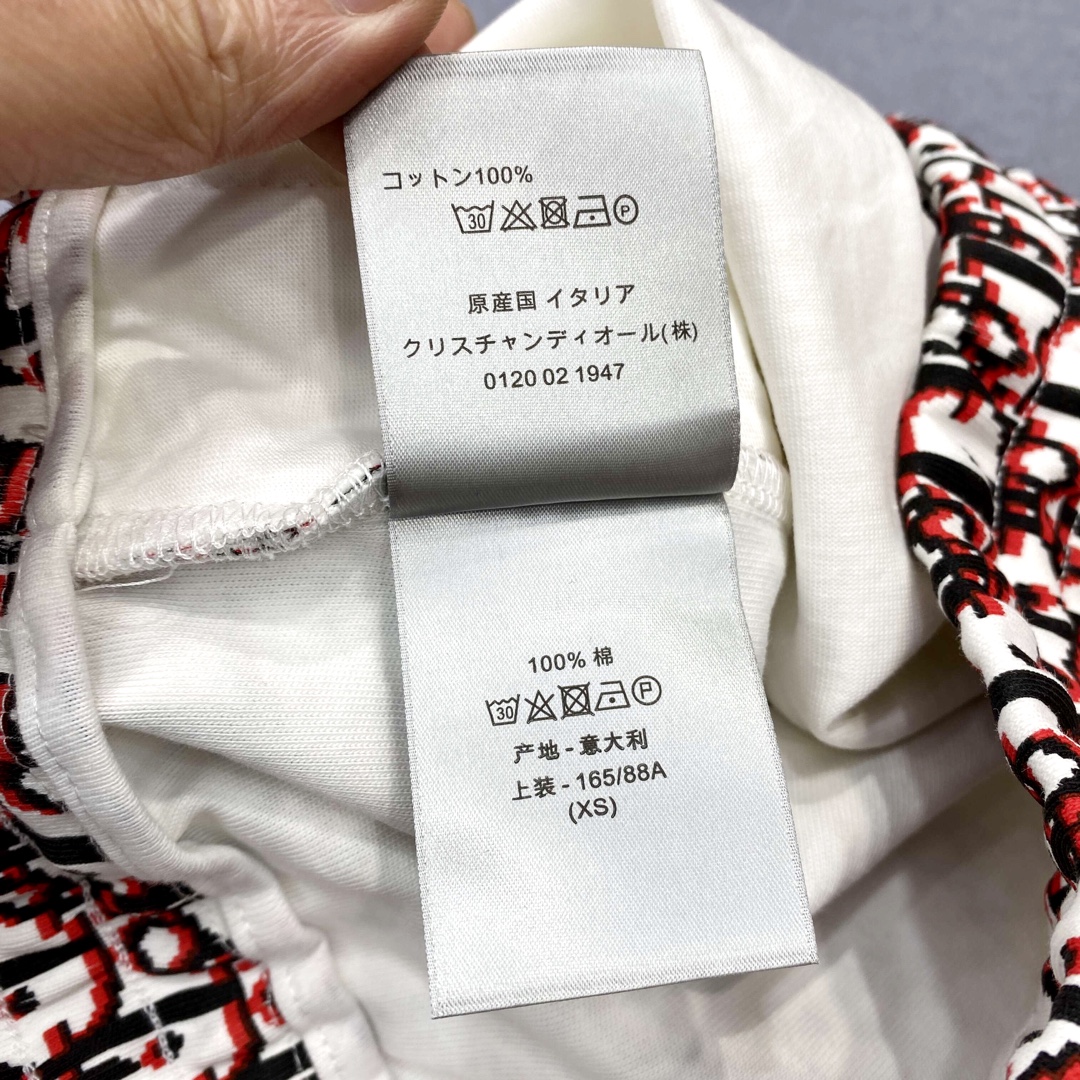 コットン100%
30 P
原産国 イタリア
クリスチャンディオール(株)
0120 02 1947
100% 棉
30 P
产地 - 意大利
上装 - 165/88A
(XS)